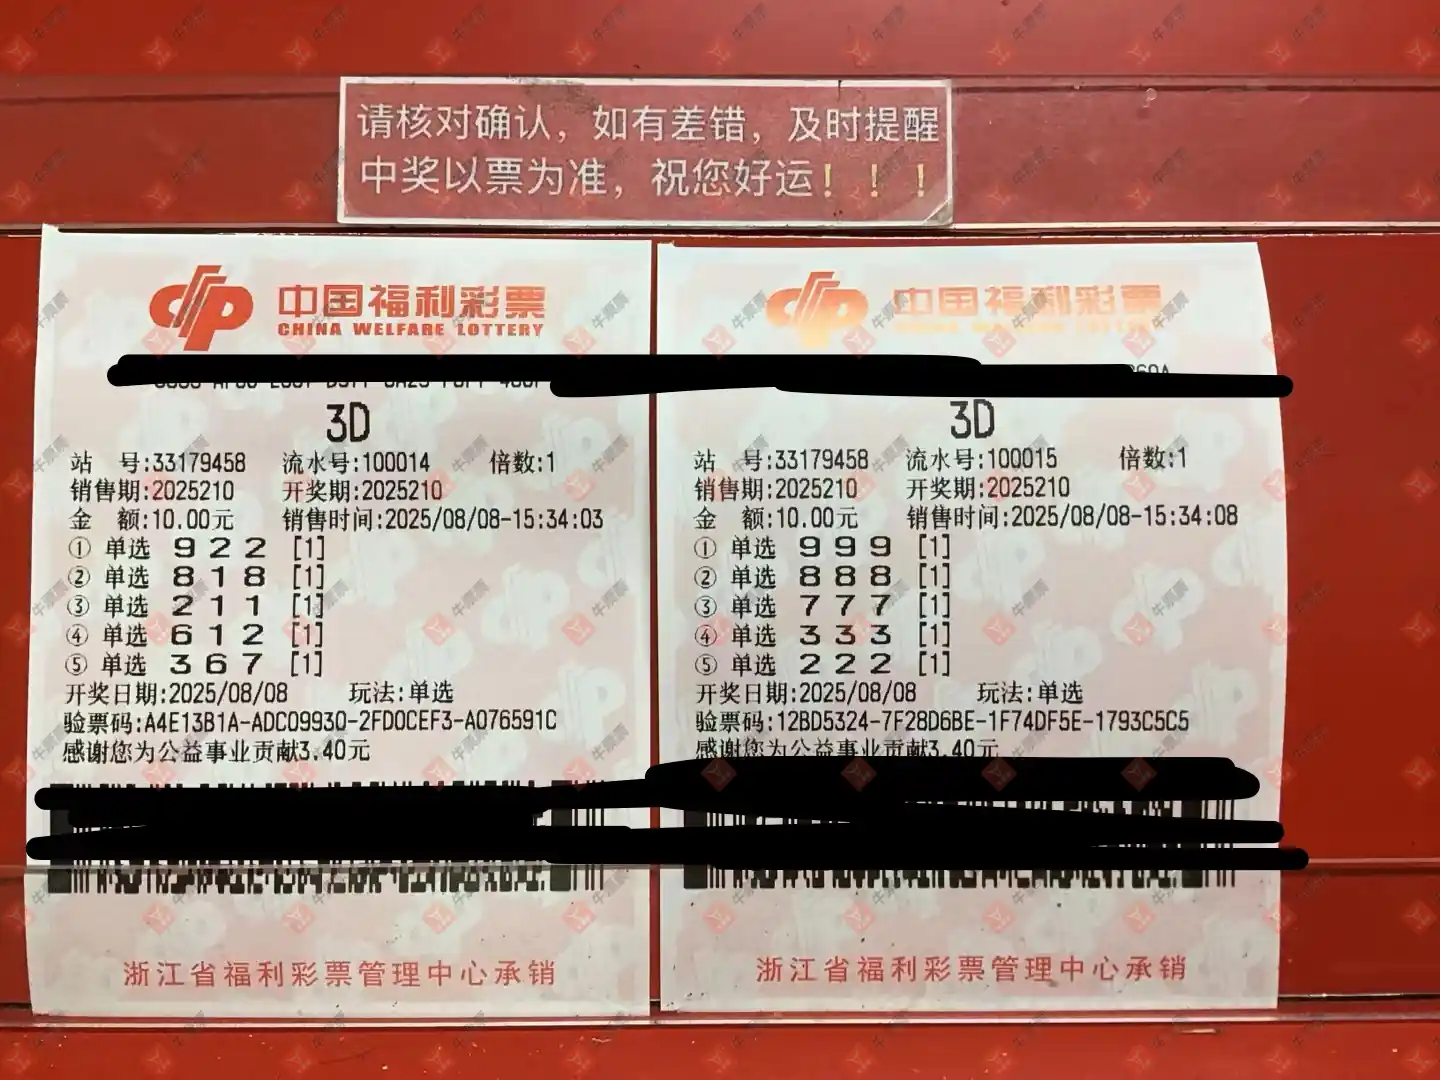 请核对确认，如有差错，及时提醒
中奖以票为准，祝您好运！！！
中国福利彩票
CHINA WELFARE LOTTERY
3D
站 号:33179458 流水号:100014 倍数:1
销售期:2025210 开奖期:2025210
金 额:10.00元 销售时间:2025/08/08-15:34:03
① 单选 9 2 2 [1]
② 单选 8 1 8 [1]
③ 单选 2 1 1 [1]
④ 单选 6 1 2 [1]
⑤ 单选 3 6 7 [1]
开奖日期:2025/08/08 玩法:单选
验票码:A4E13B1A-ADC09930-2FD0CEF3-A076591C
感谢您为公益事业贡献3.40元
浙江省福利彩票管理中心承销
中国福利彩票
CHINA WELFARE LOTTERY
3D
站 号:33179458 流水号:100015 倍数:1
销售期:2025210 开奖期:2025210
金 额:10.00元 销售时间:2025/08/08-15:34:08
① 单选 9 9 9 [1]
② 单选 8 8 8 [1]
③ 单选 7 7 7 [1]
④ 单选 3 3 3 [1]
⑤ 单选 2 2 2 [1]
开奖日期:2025/08/08 玩法:单选
验票码:12BD5324-7F28D6BE-1F74DF5E-1793C5C5
感谢您为公益事业贡献3.40元
浙江省福利彩票管理中心承销